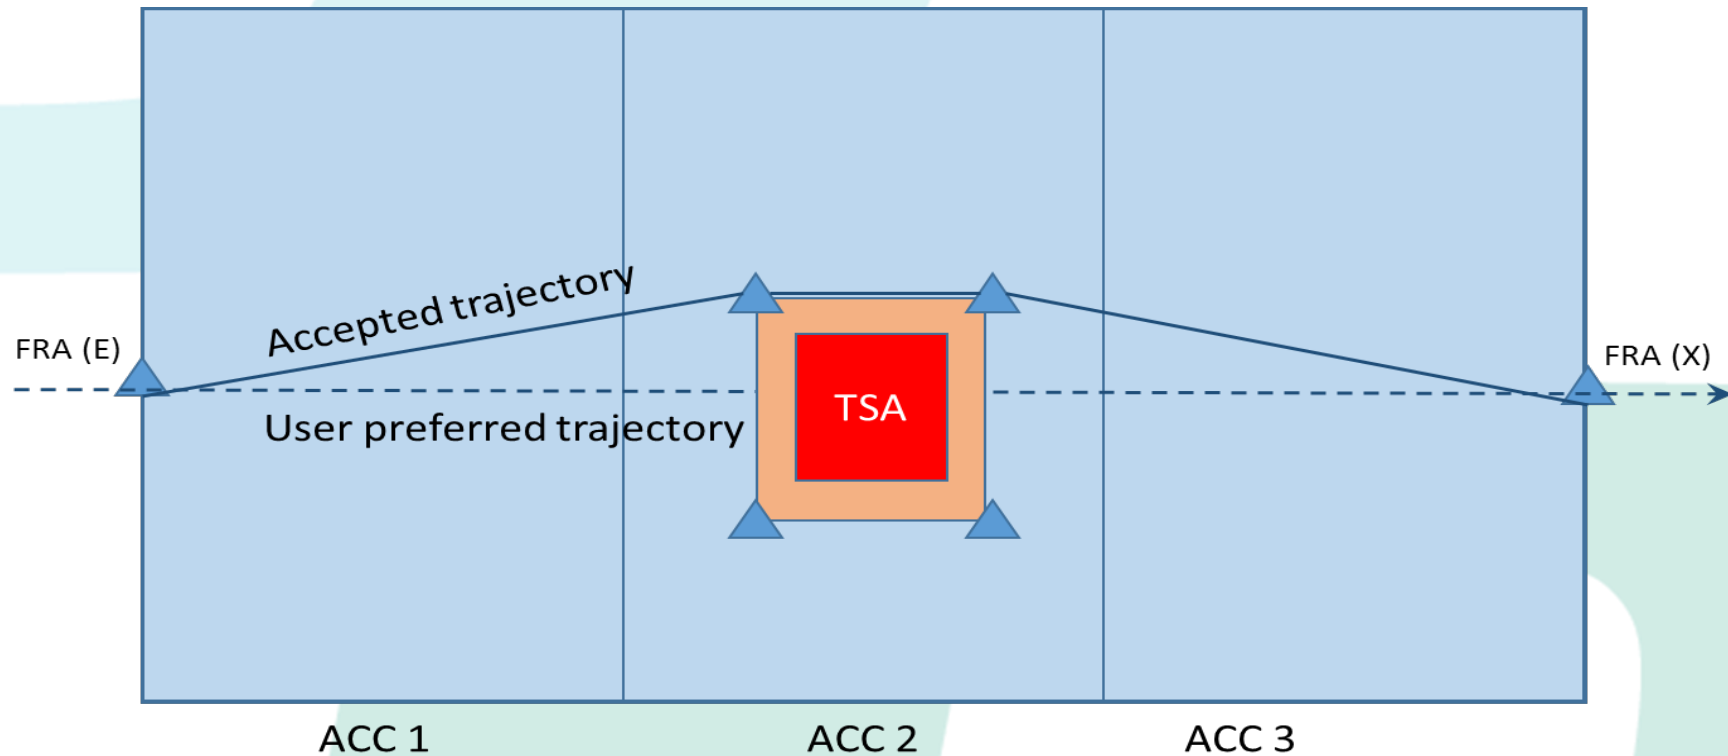 Accepted trajectory
FRA (E)
FRA (X)
TSA
User preferred trajectory
ACC 1
ACC 2
ACC 3